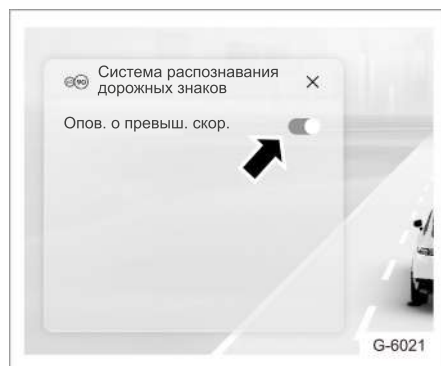 Система распознавания
дорожных знаков
Опов. о превыш. скор.
G-6021